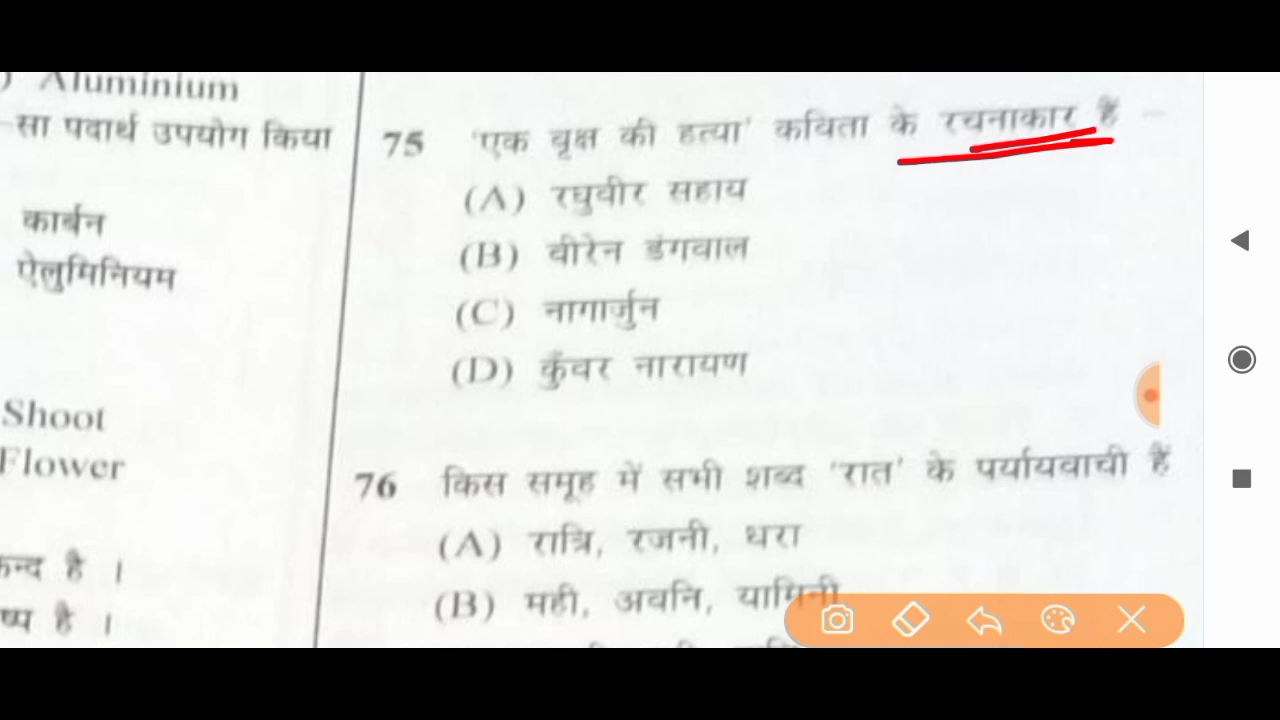 ) Aluminium
सा पदार्थ उपयोग किया
कार्बन
ऐलुमिनियम
Shoot
Flower
है ।
है ।
75 'एक वृक्ष की हत्या' कविता के रचनाकार हैं –
(A) रघुवीर सहाय
(B) वीरेन डंगवाल
(C) नागार्जुन
(D) कुँवर नारायण
76 किस समूह में सभी शब्द 'रात' के पर्यायवाची हैं
(A) रात्रि, रजनी, धरा
(B) मही, अवनि, यामिनी